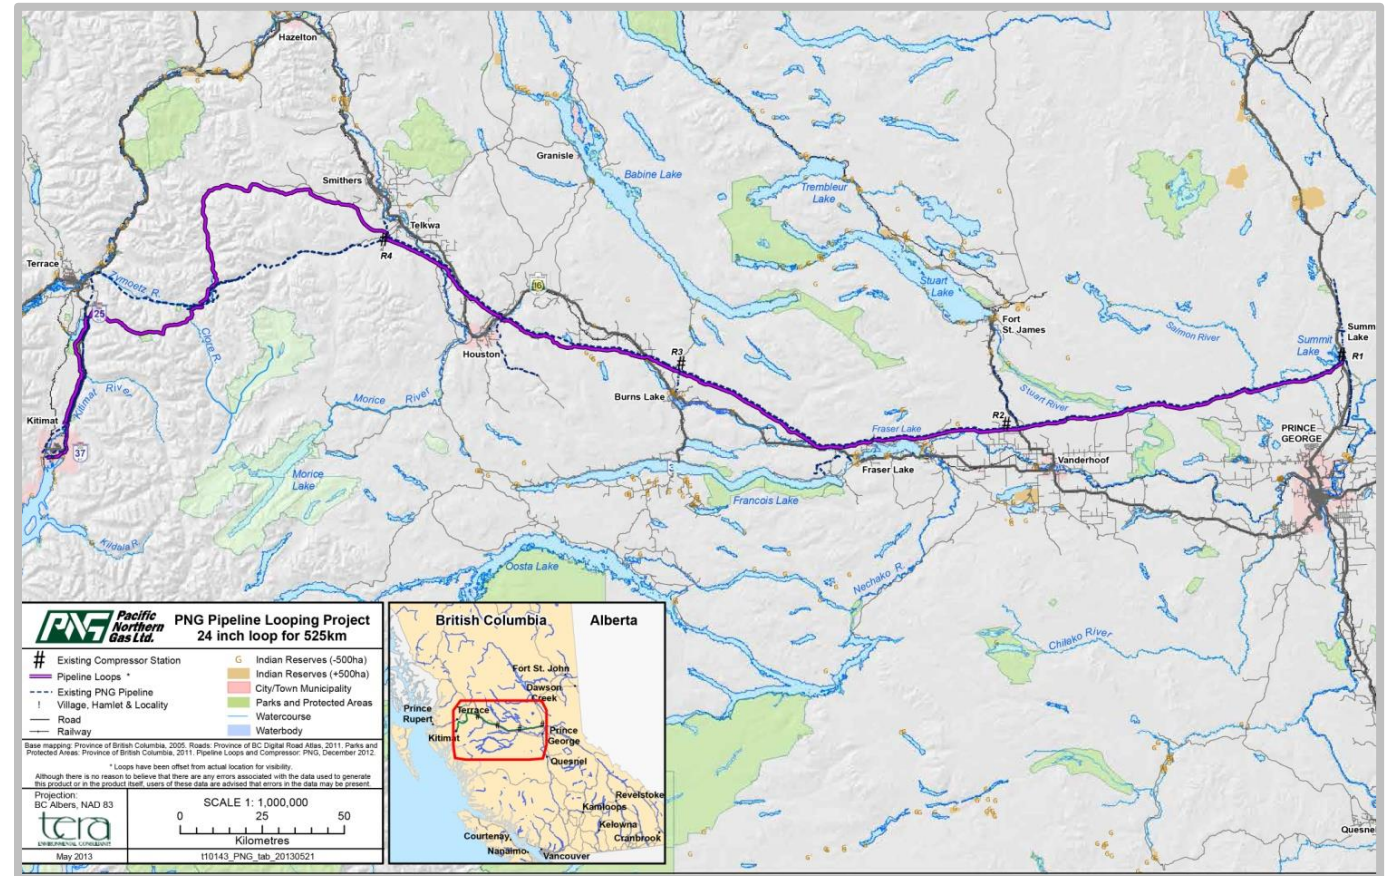 Hazelton
Granisle
Smithers
Babine Lake
Trembleur
Lake
Telkwa
R4
Terrace
Zymoetz R.
16
Stuart
Lake
25
Clore R.
Fort
St. James
Salmon River
Summit
Lake
R1
Houston
R3
Kitimat River
Morice River
Burns Lake
Stuart River
R2
Kitimat
37
Fraser Lake
PRINCE
GEORGE
Fraser Lake
Vanderhoof
Morice
Lake
Francois Lake
Kildala R.
Oosta Lake
Nechako R.
Chilako River
Pacific
Northern
Gas Ltd.
PNG
PNG Pipeline Looping Project
24 inch loop for 525km
# Existing Compressor Station
Pipeline Loops *
Existing PNG Pipeline
! Village, Hamlet & Locality
Road
Railway
G Indian Reserves (-500ha)
Indian Reserves (+500ha)
City/Town Municipality
Parks and Protected Areas
Watercourse
Waterbody
Base mapping: Province of British Columbia, 2005. Roads: Province of BC Digital Road Atlas, 2011. Parks and
Protected Areas: Province of British Columbia, 2011. Pipeline Loops and Compressor: PNG, December 2012.
* Loops have been offset from actual location for visibility.
Although there is no reason to believe that there are any errors associated with the data used to generate
this product or in the product itself, users of these data are advised that errors in the data may be present.
Projection:
BC Albers, NAD 83
tera
ENVIRONMENTAL CONSULTANTS
May 2013
SCALE 1: 1,000,000
0 25 50
Kilometres
t10143_PNG_tab_20130521
British Columbia
Alberta
Fort St. John
Dawson
Creek
Prince
Rupert
Terrace
Kitimat
Prince
George
Quesnel
Revelstoke
Kamloops
Kelowna
Cranbrook
Courtenay
Nanaimo
Vancouver